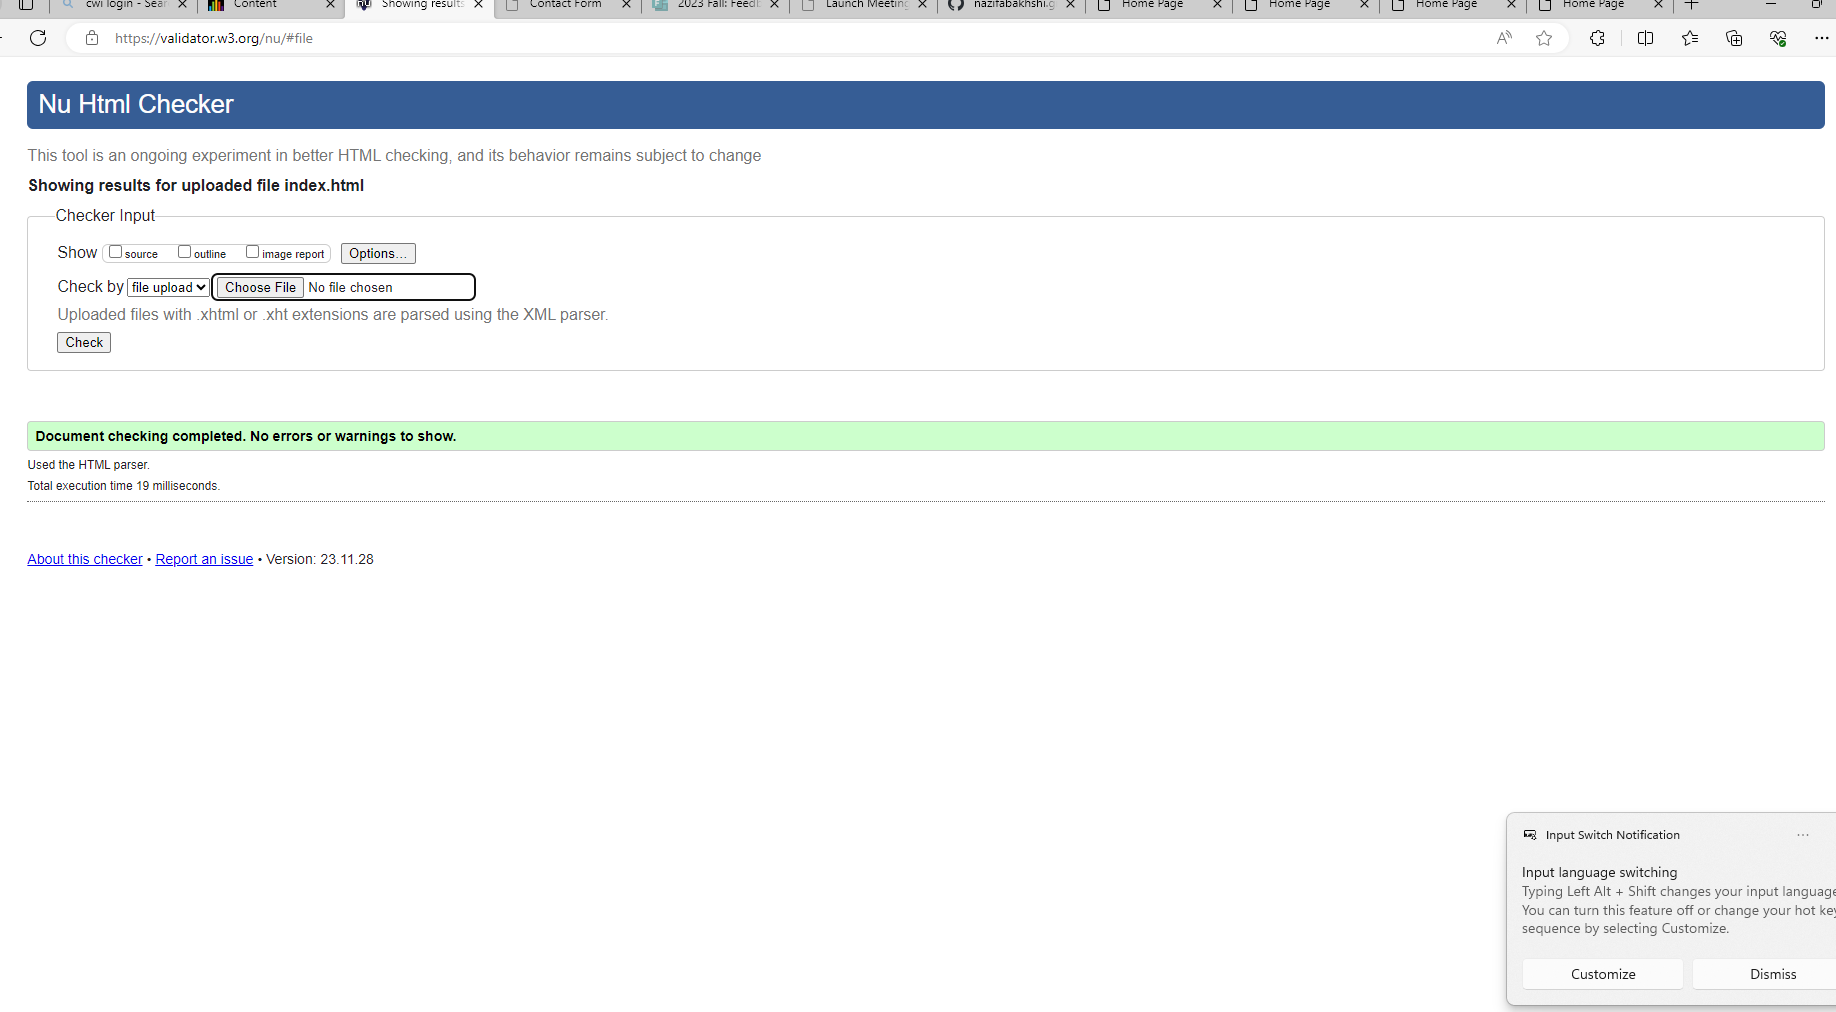 cwi login - Sear
Content
Showing results
Contact Form
2023 Fall: Feedb
Launch Meeting
nazifabakhshi.g
Home Page
Home Page
Home Page
Home Page
https://validator.w3.org/nu/#file
Nu Html Checker
This tool is an ongoing experiment in better HTML checking, and its behavior remains subject to change
Showing results for uploaded file index.html
Checker Input
Show source outline image report Options...
Check by file upload Choose File No file chosen
Uploaded files with .xhtml or .xht extensions are parsed using the XML parser.
Check
Document checking completed. No errors or warnings to show.
Used the HTML parser.
Total execution time 19 milliseconds.
About this checker • Report an issue • Version: 23.11.28
Input Switch Notification
Input language switching
Typing Left Alt + Shift changes your input language
You can turn this feature off or change your hot key
sequence by selecting Customize.
Customize
Dismiss